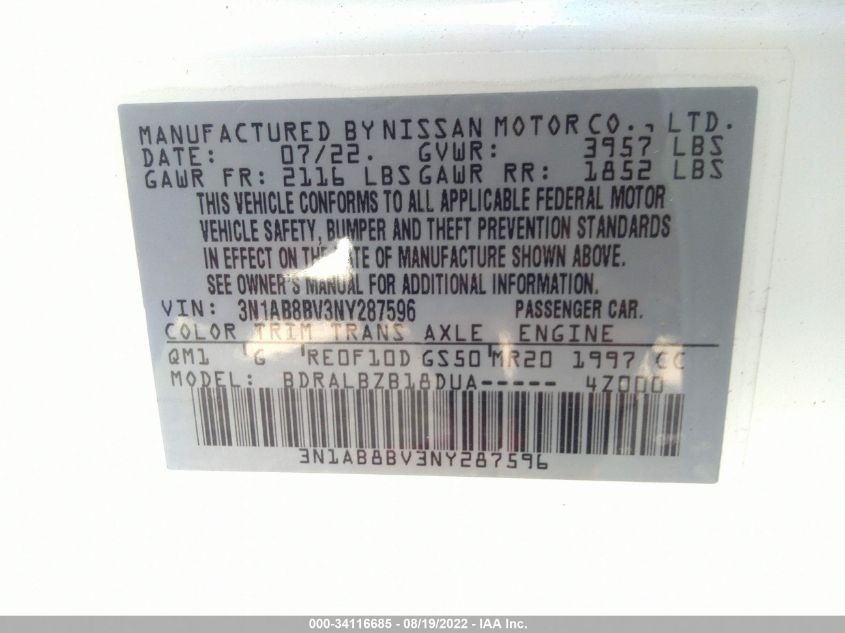 MANUFACTURED BY NISSAN MOTOR CO., LTD.
DATE: 07/22. GVWR: 3957 LBS
GAWR FR: 2116 LBS GAWR RR: 1852 LBS
THIS VEHICLE CONFORMS TO ALL APPLICABLE FEDERAL MOTOR
VEHICLE SAFETY, BUMPER AND THEFT PREVENTION STANDARDS
IN EFFECT ON THE DATE OF MANUFACTURE SHOWN ABOVE.
SEE OWNER'S MANUAL FOR ADDITIONAL INFORMATION.
VIN: 3N1AB8BV3NY287596 PASSENGER CAR.
COLOR TRIM TRANS AXLE ENGINE
QM1 'G 'RE0F10D GS50'MR20 1997 CC
MODEL: BDRALBZB18DUA----- 4Z000
3N1AB8BV3NY287596
000-34116685 - 08/19/2022 - IAA Inc.